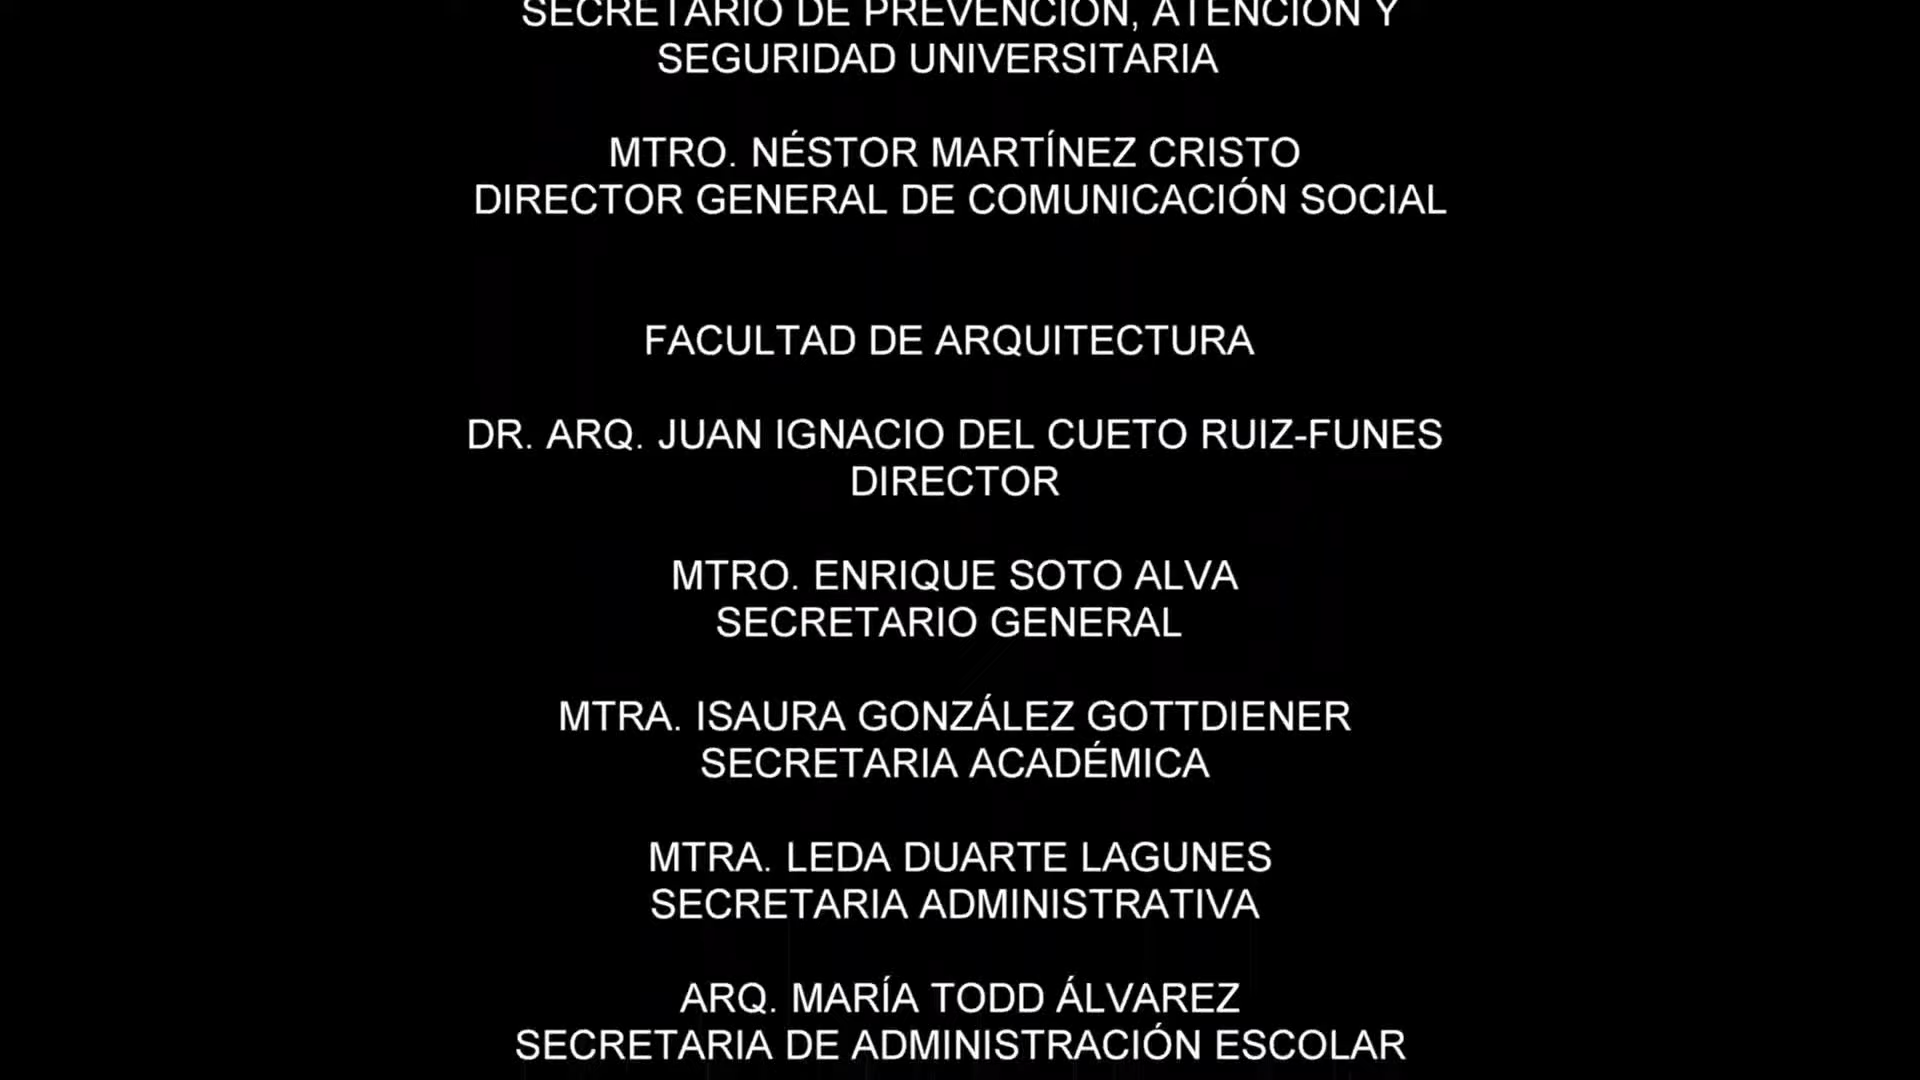 SECRETARIO DE PREVENCIÓN, ATENCIÓN Y
SEGURIDAD UNIVERSITARIA
MTRO. NÉSTOR MARTÍNEZ CRISTO
DIRECTOR GENERAL DE COMUNICACIÓN SOCIAL
FACULTAD DE ARQUITECTURA
DR. ARQ. JUAN IGNACIO DEL CUETO RUIZ-FUNES
DIRECTOR
MTRO. ENRIQUE SOTO ALVA
SECRETARIO GENERAL
MTRA. ISAURA GONZÁLEZ GOTTDIENER
SECRETARIA ACADÉMICA
MTRA. LEDA DUARTE LAGUNES
SECRETARIA ADMINISTRATIVA
ARQ. MARÍA TODD ÁLVAREZ
SECRETARIA DE ADMINISTRACIÓN ESCOLAR